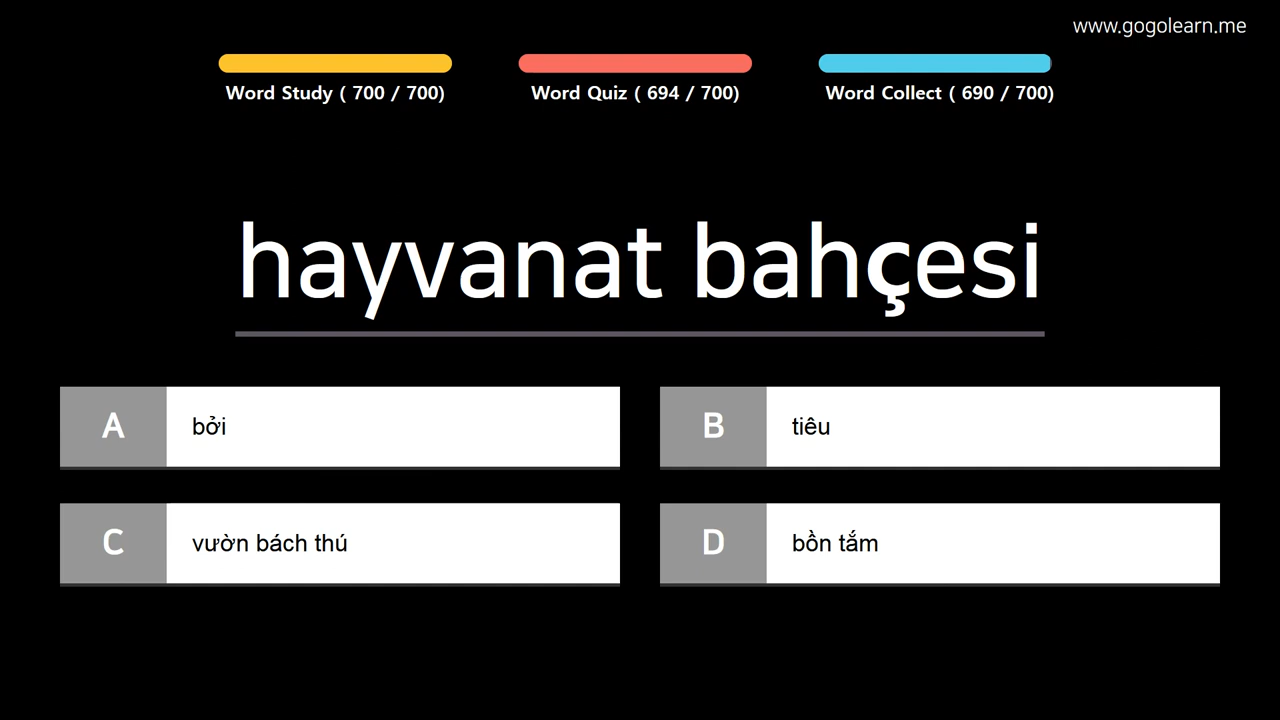 www.gogolearn.me
Word Study ( 700 / 700)
Word Quiz ( 694 / 700)
Word Collect ( 690 / 700)
hayvanat bahçesi
A bởi
B tiêu
C vườn bách thú
D bồn tắm